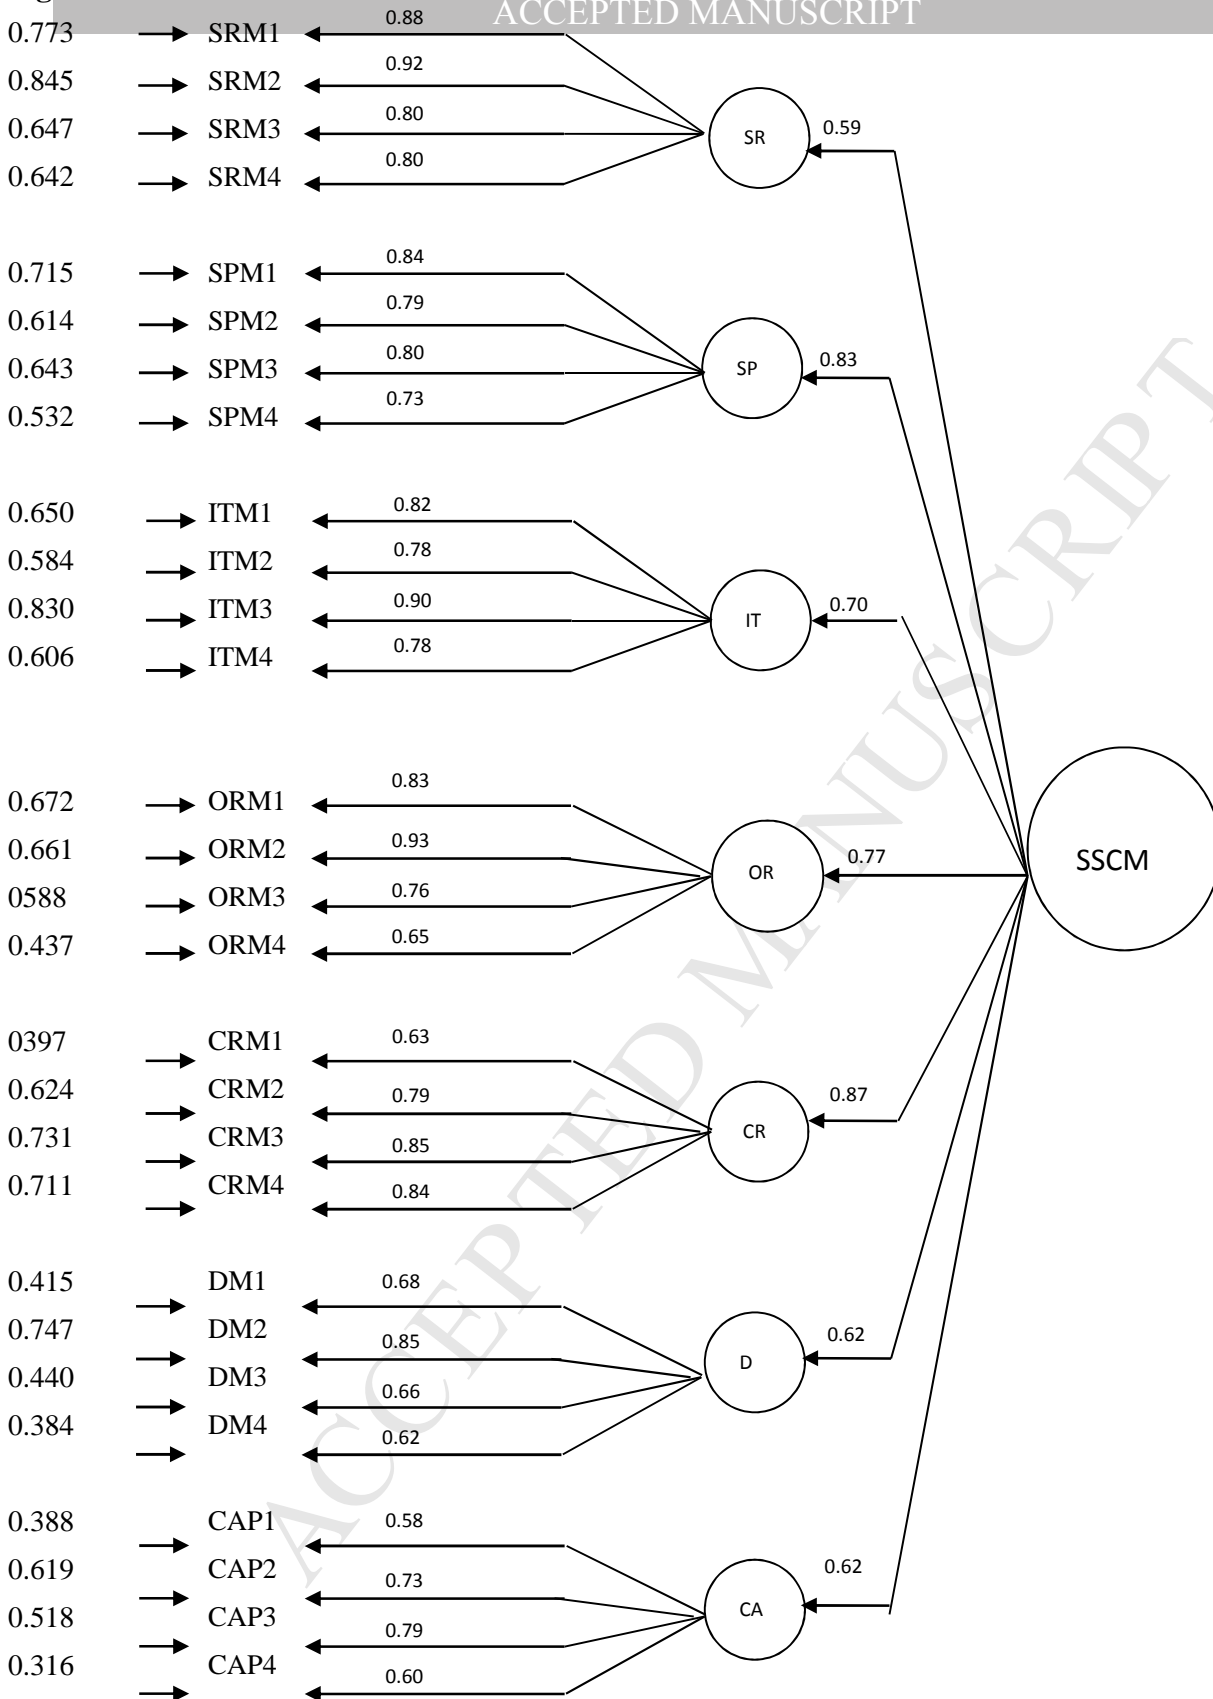 ACCEPTED MANUSCRIPT
0.773 SRM1 0.88
0.845 SRM2 0.92
0.647 SRM3 0.80
0.642 SRM4 0.80
SR 0.59
0.715 SPM1 0.84
0.614 SPM2 0.79
0.643 SPM3 0.80
0.532 SPM4 0.73
SP 0.83
0.650 ITM1 0.82
0.584 ITM2 0.78
0.830 ITM3 0.90
0.606 ITM4 0.78
IT 0.70
0.672 ORM1 0.83
0.661 ORM2 0.93
0588 ORM3 0.76
0.437 ORM4 0.65
OR 0.77
SSCM
0397 CRM1 0.63
0.624 CRM2 0.79
0.731 CRM3 0.85
0.711 CRM4 0.84
CR 0.87
0.415 DM1 0.68
0.747 DM2 0.85
0.440 DM3 0.66
0.384 DM4 0.62
D 0.62
0.388 CAP1 0.58
0.619 CAP2 0.73
0.518 CAP3 0.79
0.316 CAP4 0.60
CA 0.62
ACCEPTED MANUSCRIPT